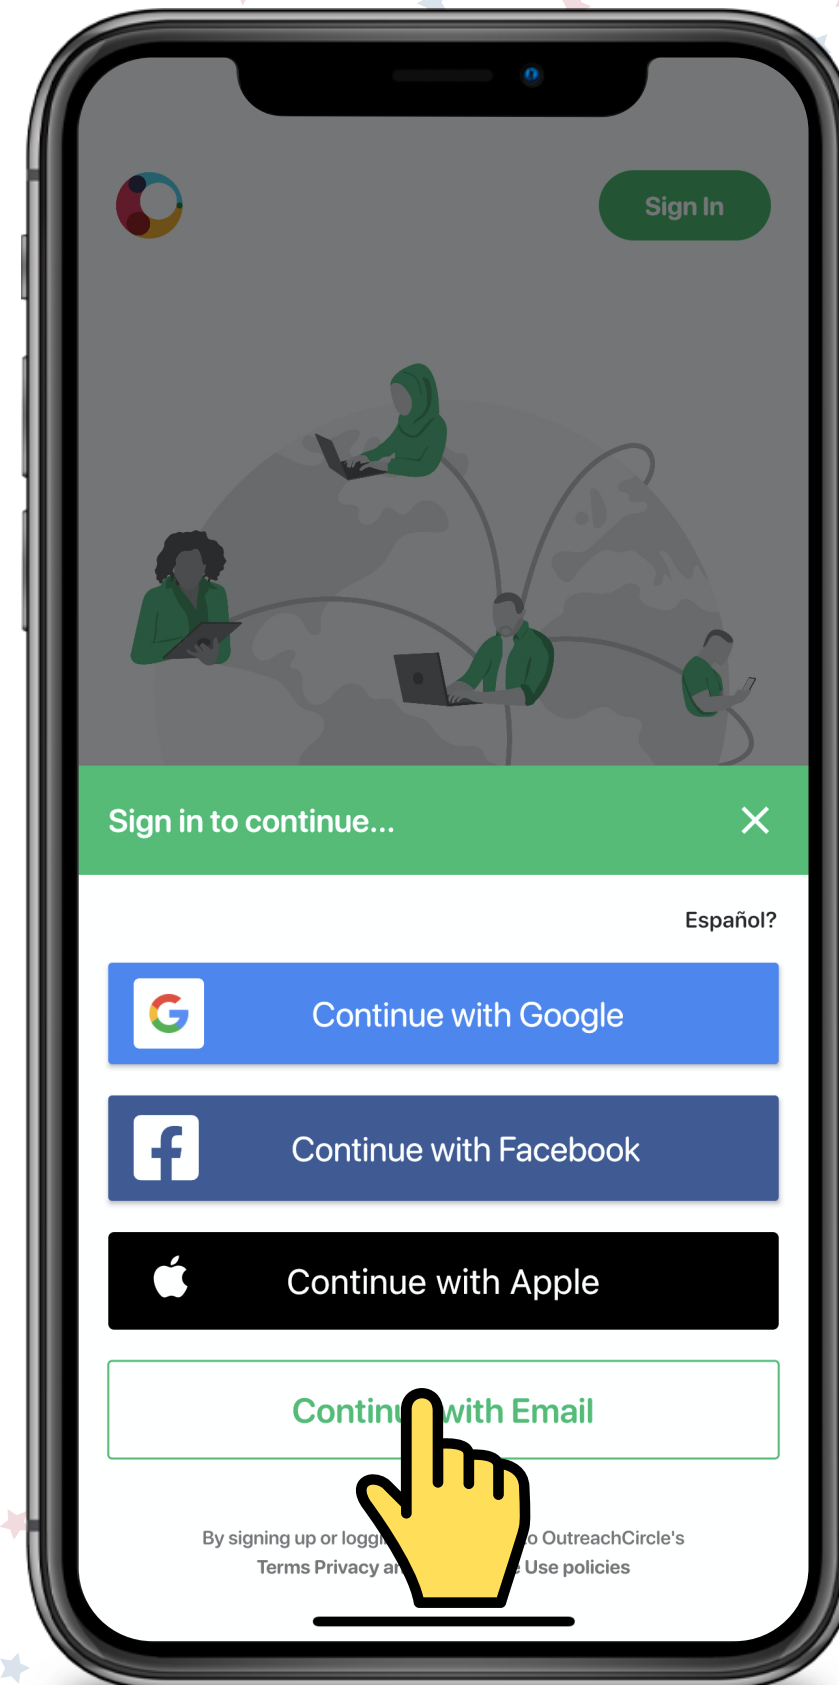 Sign In
Sign in to continue...
Español?
Continue with Google
Continue with Facebook
Continue with Apple
with Email
By signing up or OutreachCircle's
Terms Privacy Use policies